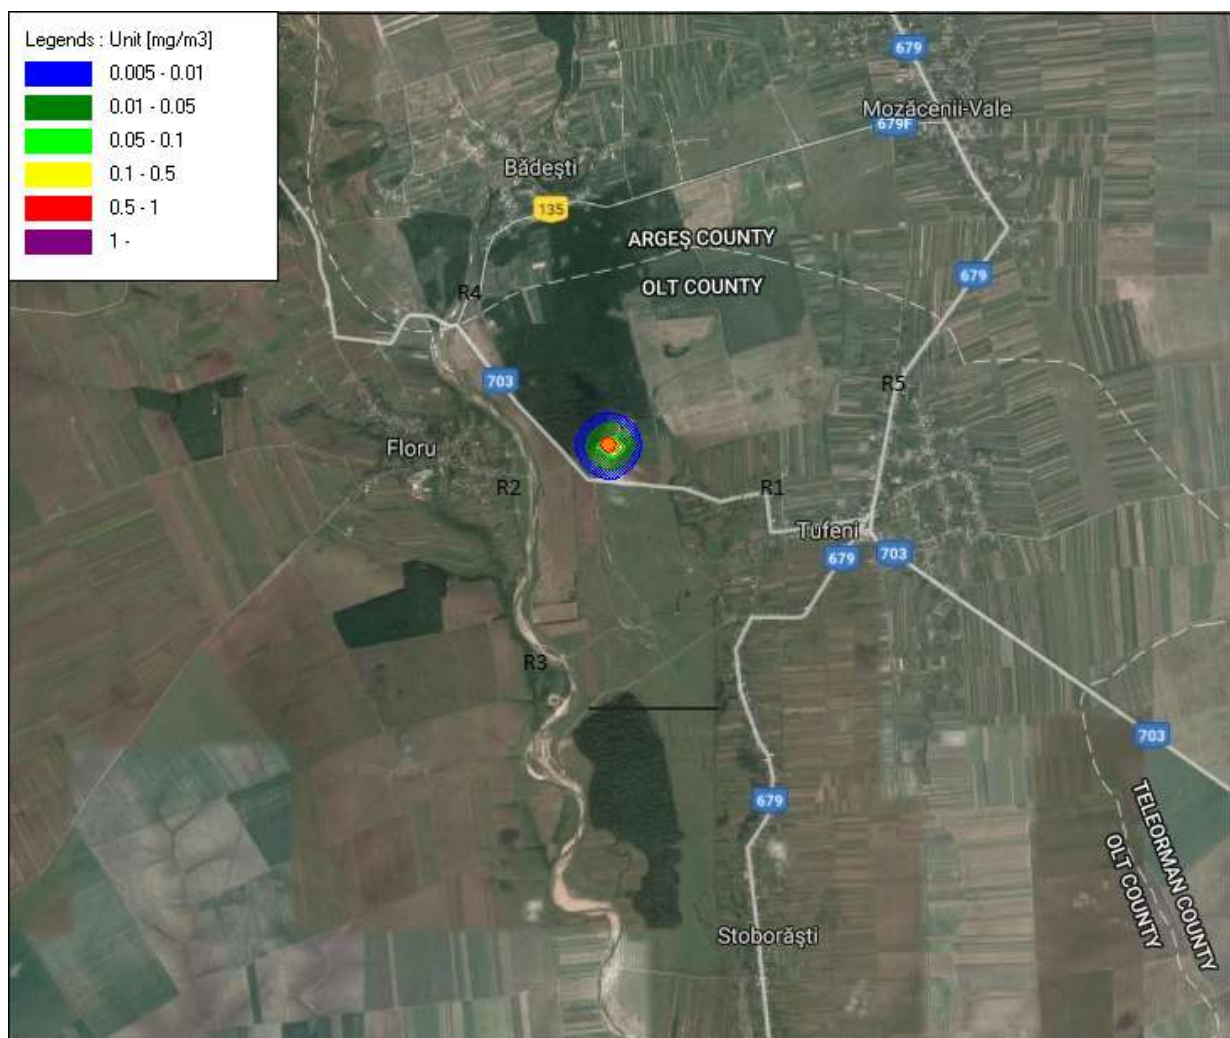 Legends : Unit [mg/m3]
0.005 - 0.01
0.01 - 0.05
0.05 - 0.1
0.1 - 0.5
0.5 - 1
1 -
679
Mozăcenii-Vale
679F
Bădești
135
ARGEȘ COUNTY
OLT COUNTY
679
R4
703
R5
Floru
R2
R1
Tufeni
679
703
R3
703
679
TELEORMAN COUNTY
OLT COUNTY
Stoborăști